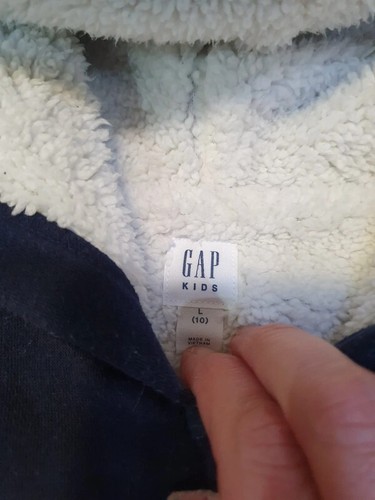 GAP
KIDS
L
(10)
MADE IN
VIETNAM